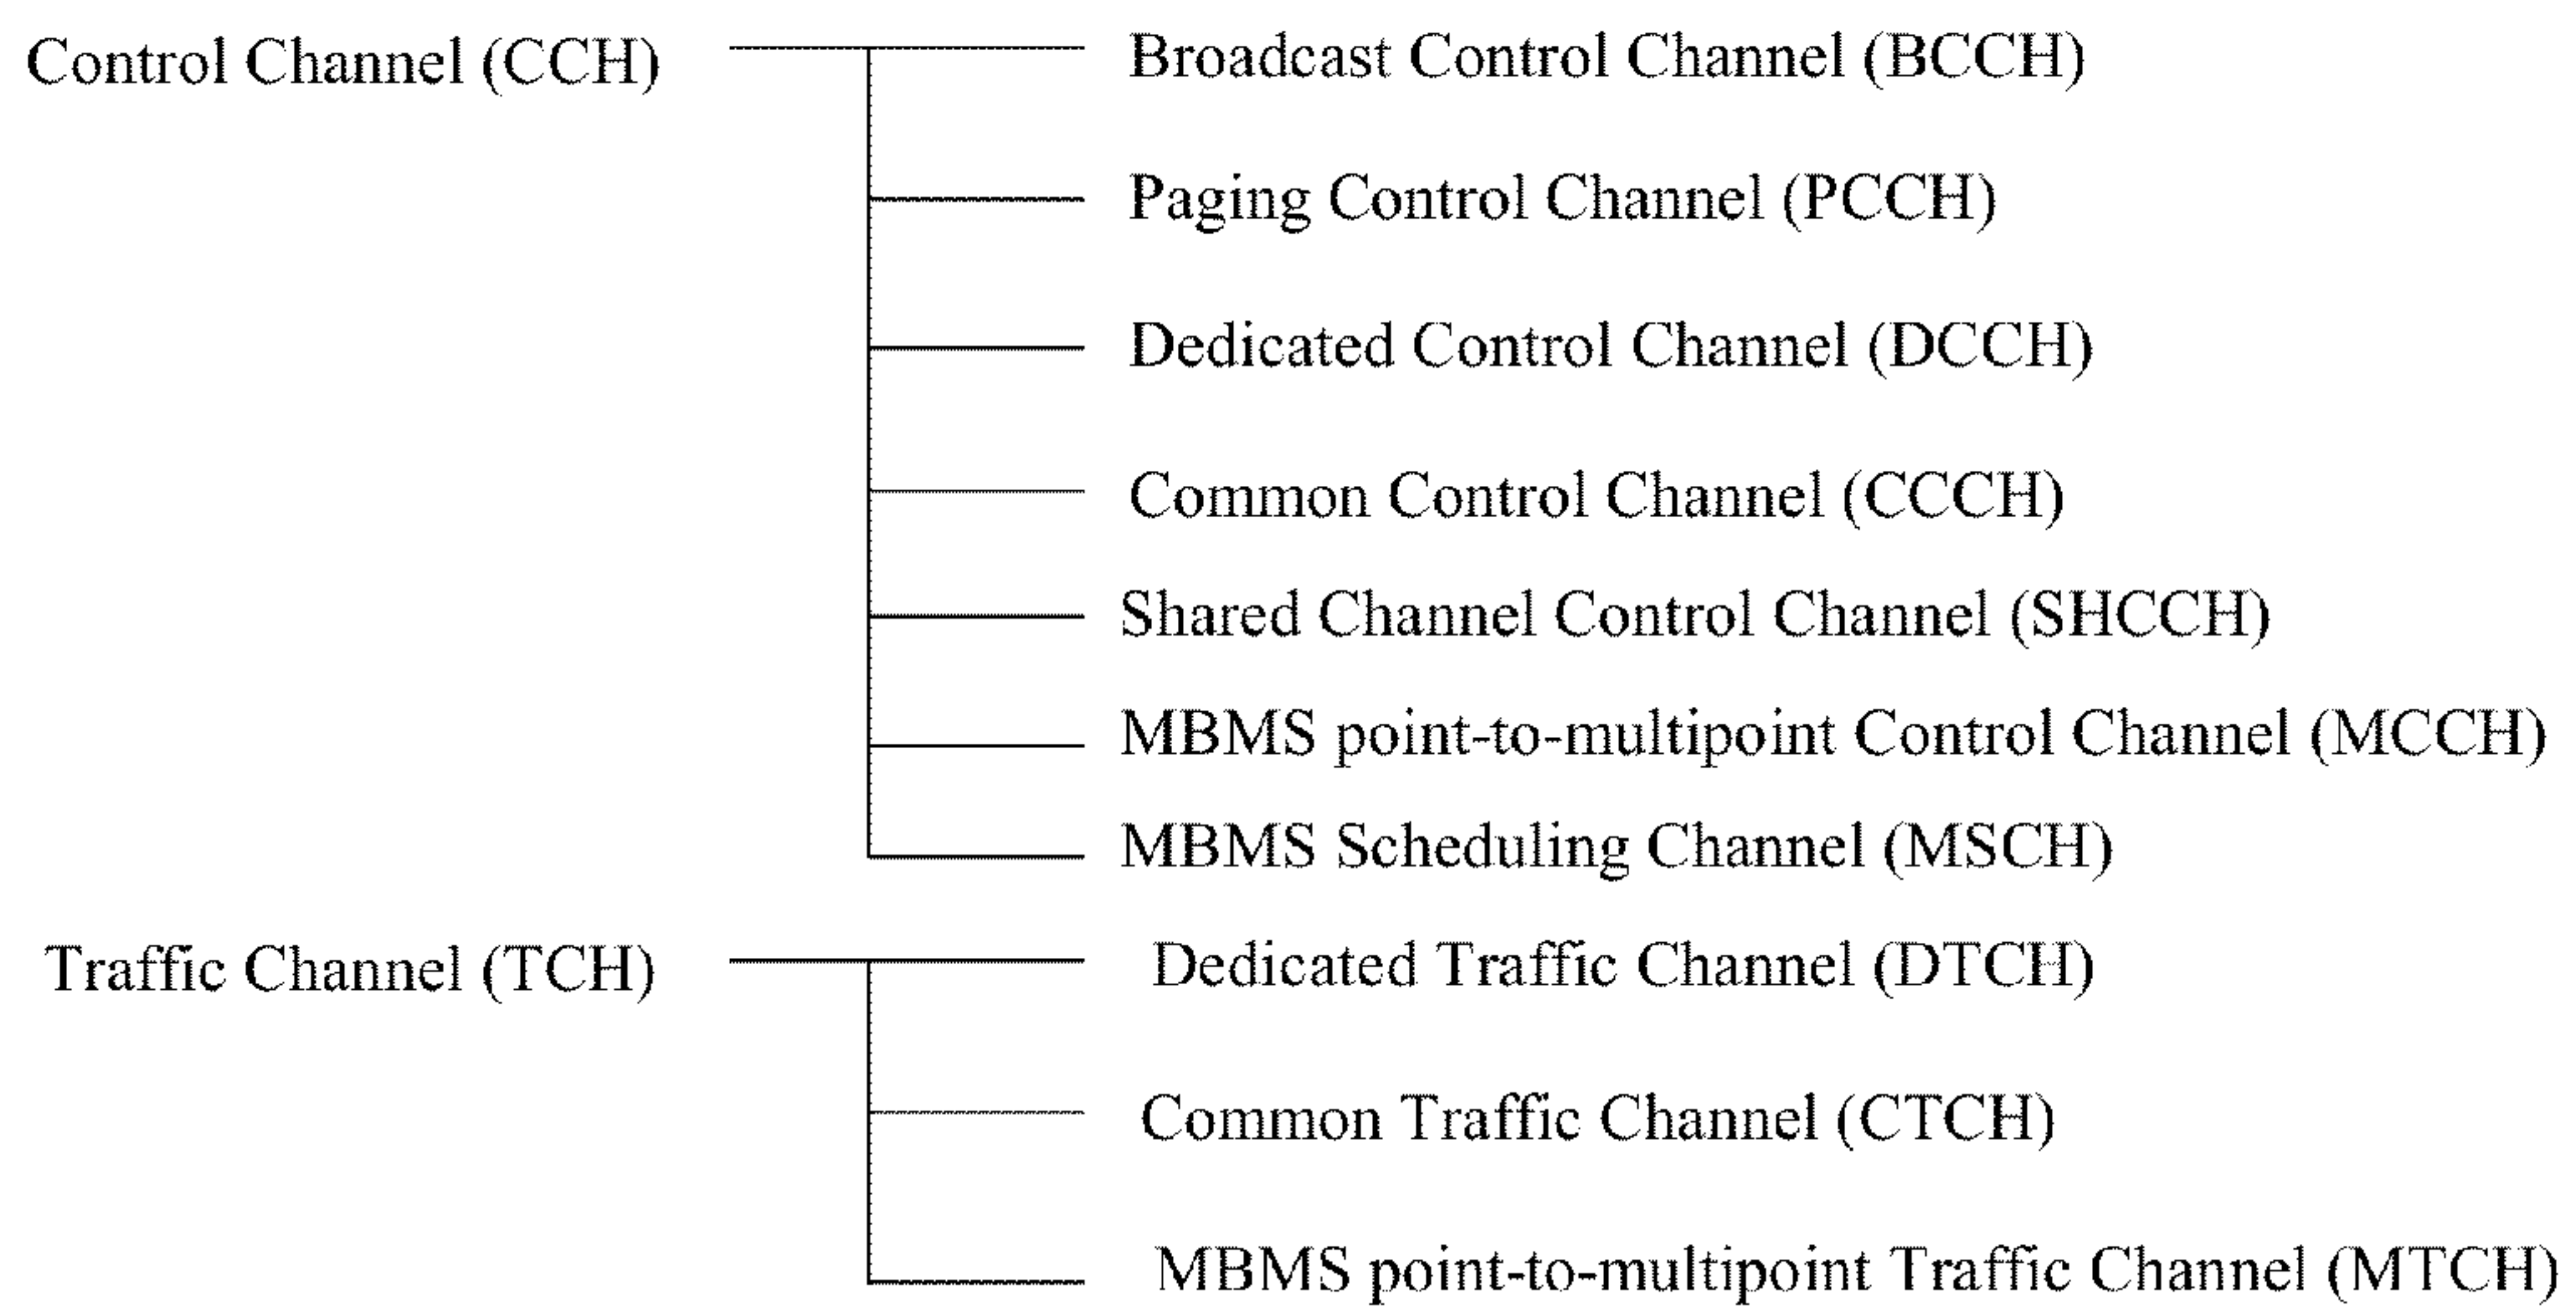 Control Channel (CCH)
Broadcast Control Channel (BCCH)
Paging Control Channel (PCCH)
Dedicated Control Channel (DCCH)
Common Control Channel (CCCH)
Shared Channel Control Channel (SHCCH)
MBMS point-to-multipoint Control Channel (MCCH)
MBMS Scheduling Channel (MSCH)
Traffic Channel (TCH)
Dedicated Traffic Channel (DTCH)
Common Traffic Channel (CTCH)
MBMS point-to-multipoint Traffic Channel (MTCH)